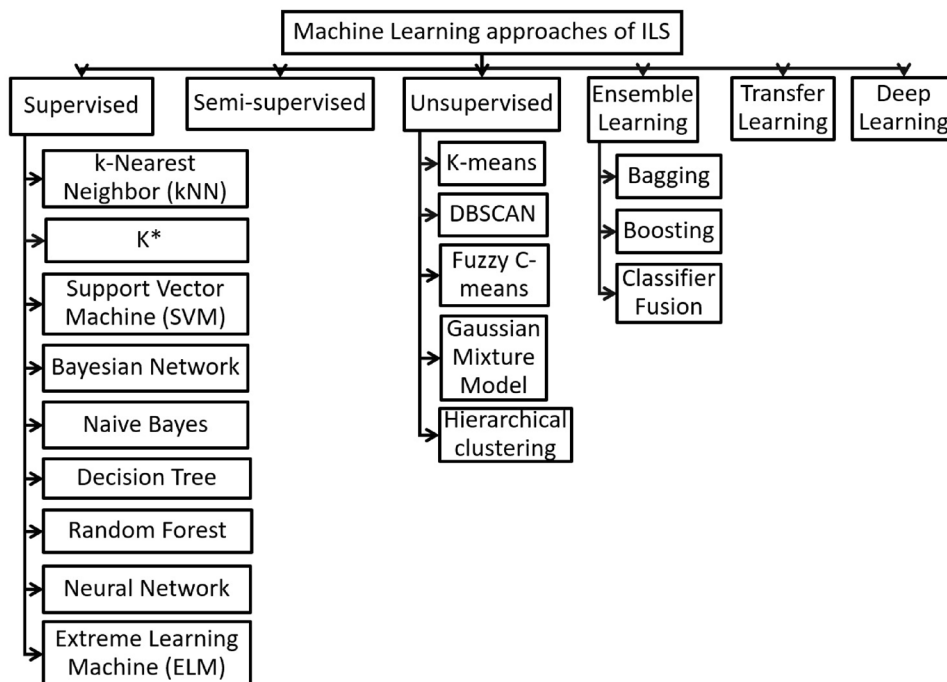 Machine Learning approaches of ILS
Supervised
Semi-supervised
Unsupervised
Ensemble
Learning
Transfer
Learning
Deep
Learning
k-Nearest
Neighbor (kNN)
K*
Support Vector
Machine (SVM)
Bayesian Network
Naive Bayes
Decision Tree
Random Forest
Neural Network
Extreme Learning
Machine (ELM)
K-means
DBSCAN
Fuzzy C-
means
Gaussian
Mixture
Model
Hierarchical
clustering
Bagging
Boosting
Classifier
Fusion